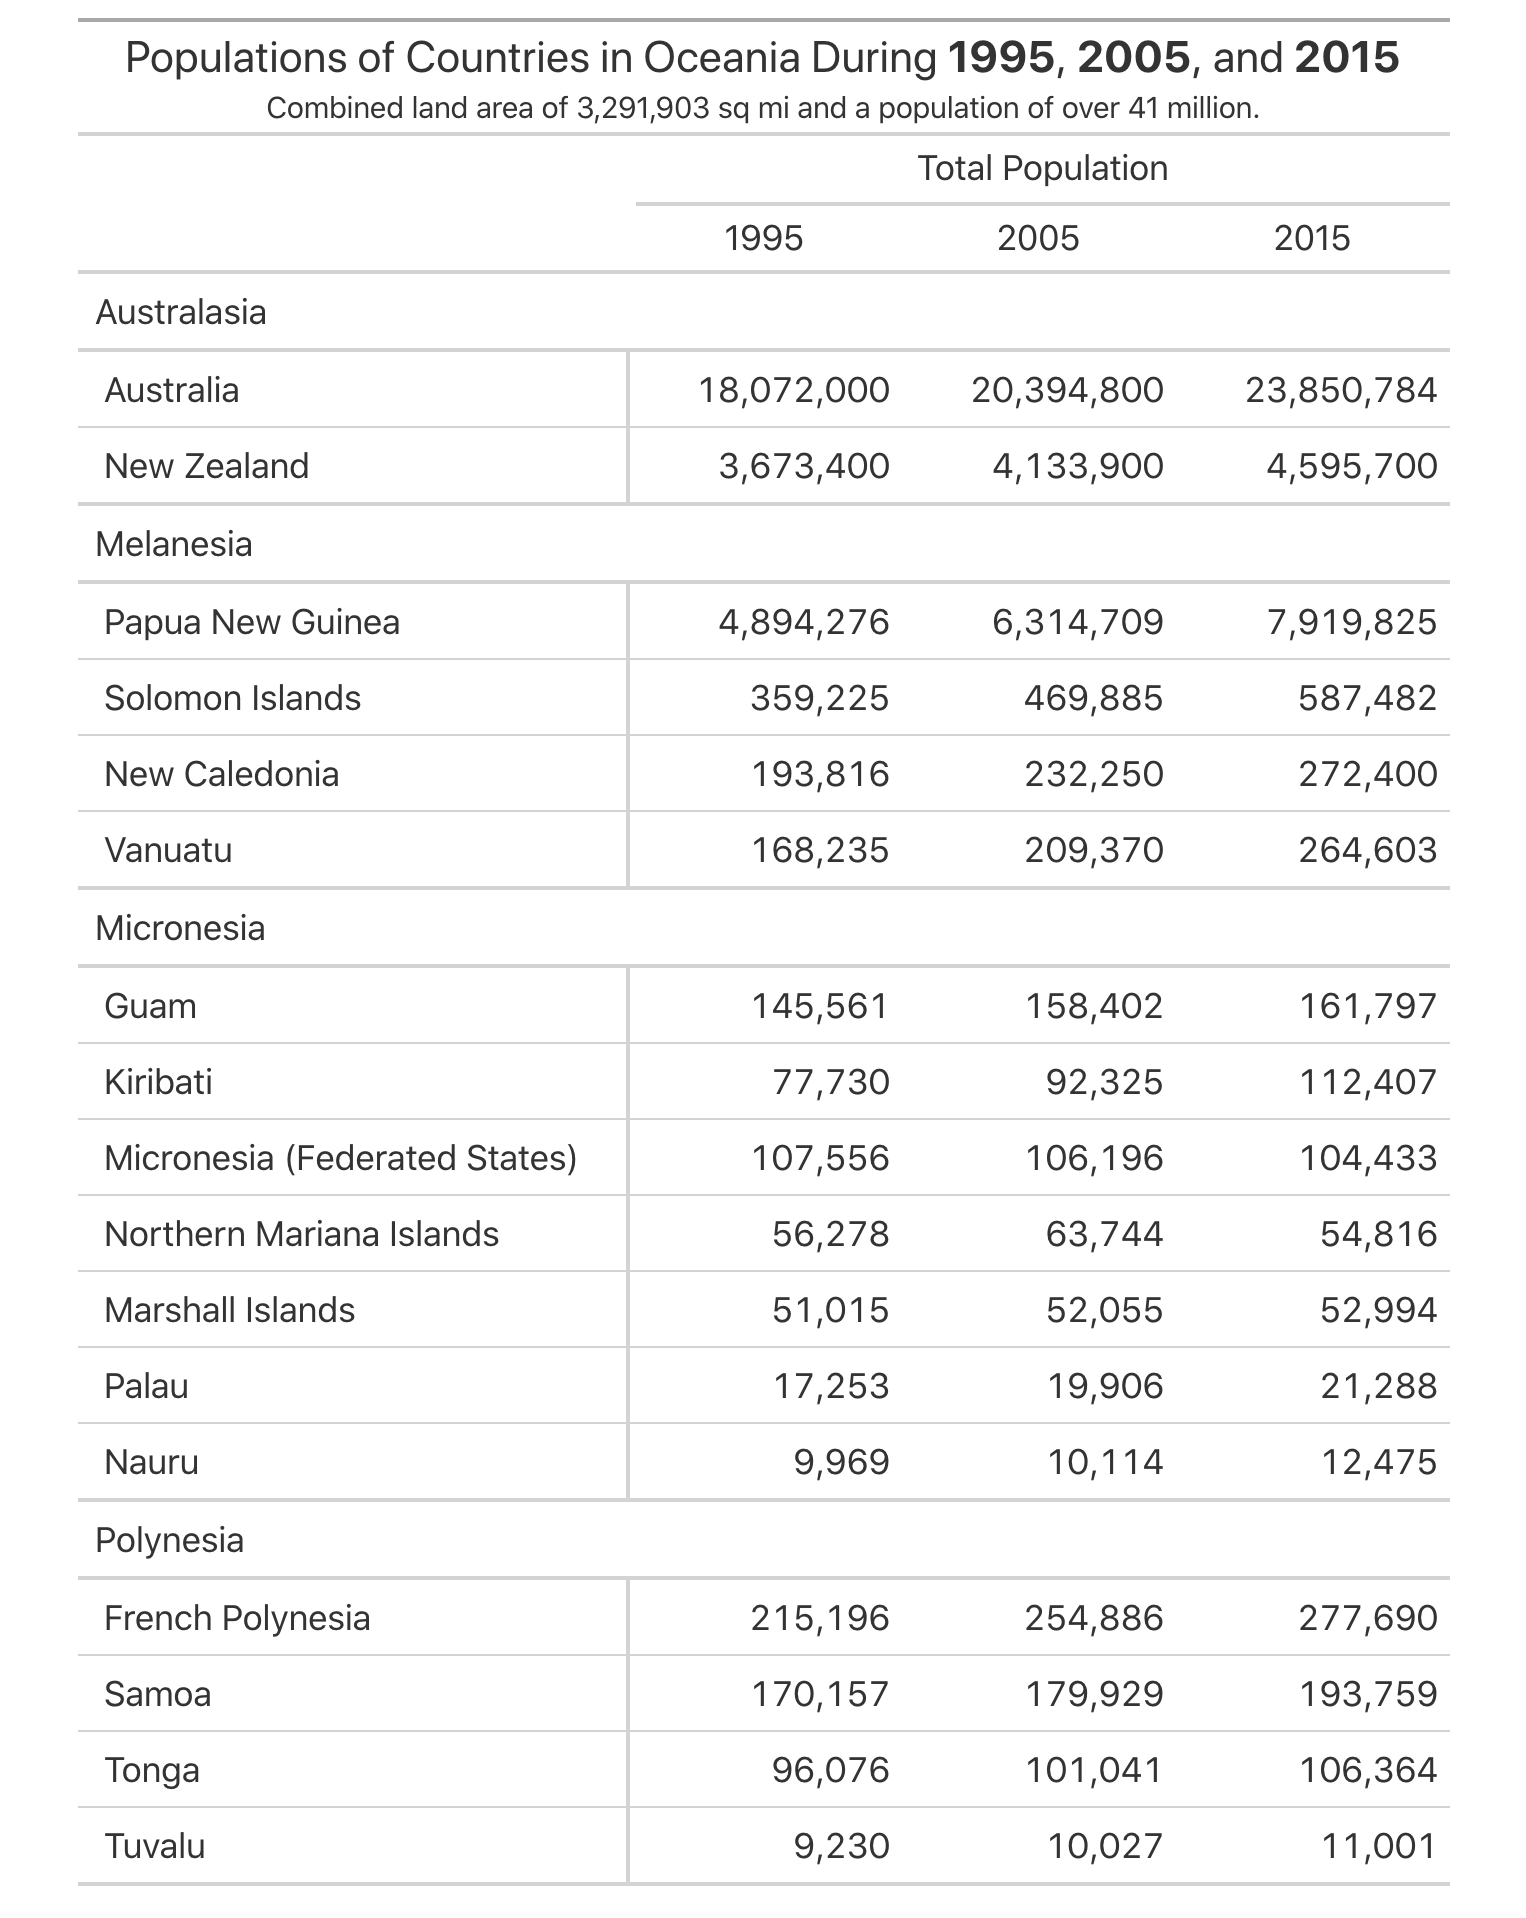 Populations of Countries in Oceania During 1995, 2005, and 2015
Combined land area of 3,291,903 sq mi and a population of over 41 million.
Total Population
1995 2005 2015
Australasia
Australia 18,072,000 20,394,800 23,850,784
New Zealand 3,673,400 4,133,900 4,595,700
Melanesia
Papua New Guinea 4,894,276 6,314,709 7,919,825
Solomon Islands 359,225 469,885 587,482
New Caledonia 193,816 232,250 272,400
Vanuatu 168,235 209,370 264,603
Micronesia
Guam 145,561 158,402 161,797
Kiribati 77,730 92,325 112,407
Micronesia (Federated States) 107,556 106,196 104,433
Northern Mariana Islands 56,278 63,744 54,816
Marshall Islands 51,015 52,055 52,994
Palau 17,253 19,906 21,288
Nauru 9,969 10,114 12,475
Polynesia
French Polynesia 215,196 254,886 277,690
Samoa 170,157 179,929 193,759
Tonga 96,076 101,041 106,364
Tuvalu 9,230 10,027 11,001